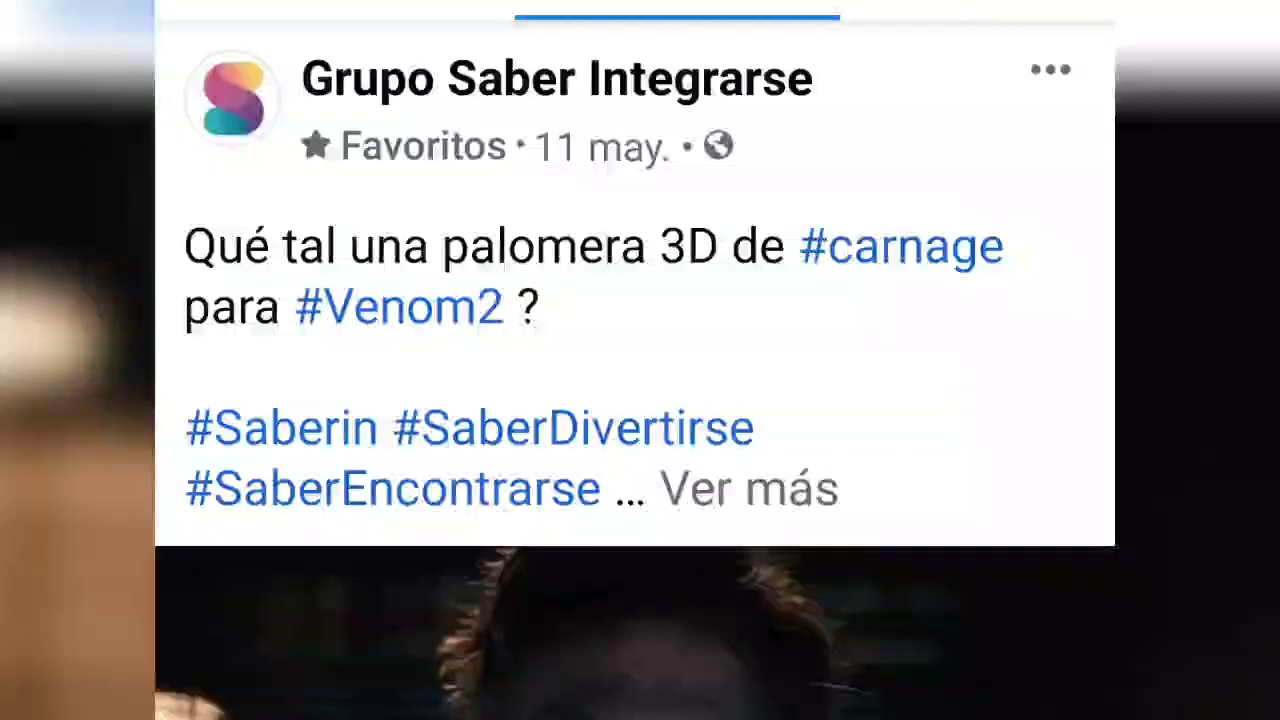 Grupo Saber Integrarse
Favoritos · 11 may. ·
Qué tal una palomera 3D de #carnage
para #Venom2 ?
#Saberin #SaberDivertirse
#SaberEncontrarse ... Ver más